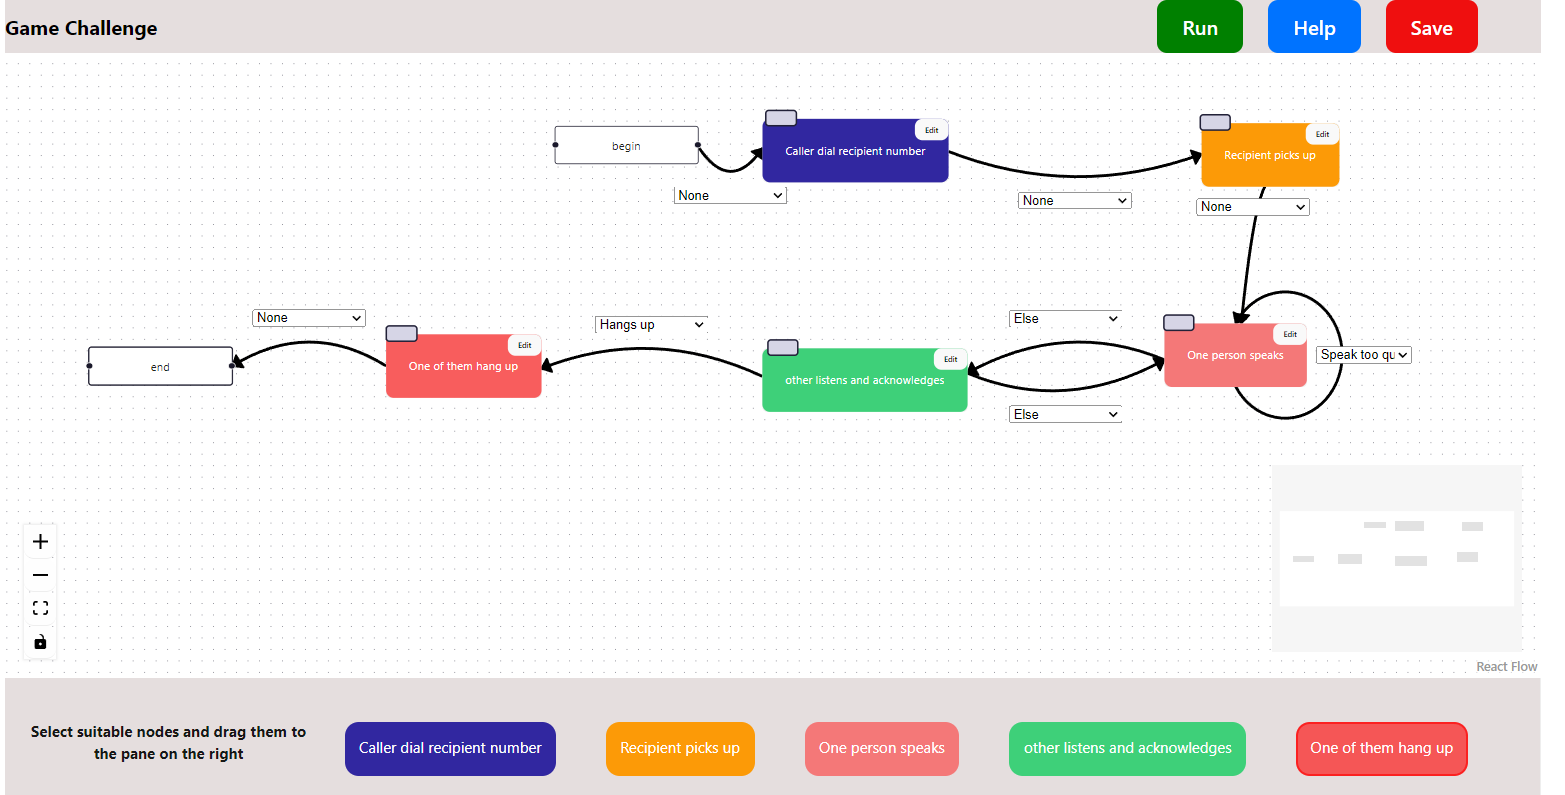 Game Challenge
Run
Help
Save
begin
None
Edit
Caller dial recipient number
None
Edit
Recipient picks up
None
None
end
Edit
One of them hang up
Hangs up
Edit
other listens and acknowledges
Else
Else
Edit
One person speaks
Speak too qu
React Flow
Select suitable nodes and drag them to
the pane on the right
Caller dial recipient number
Recipient picks up
One person speaks
other listens and acknowledges
One of them hang up